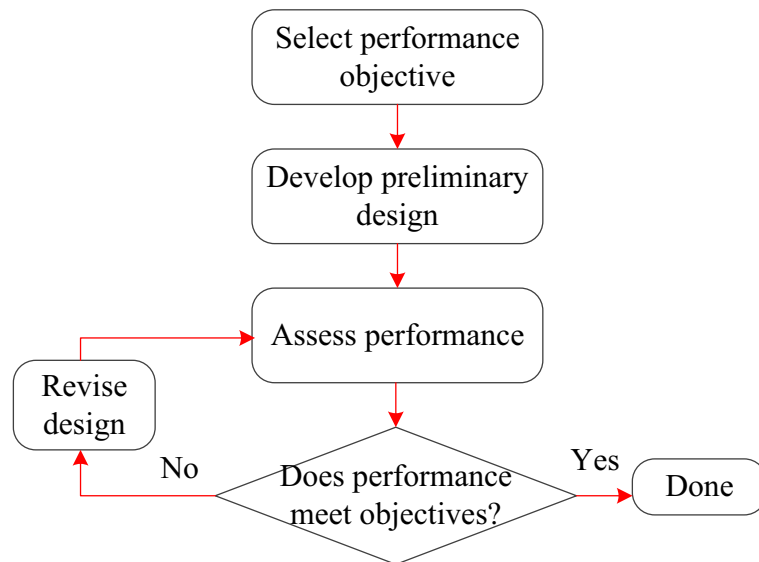 Select performance
objective
Develop preliminary
design
Assess performance
Revise
design
No
Does performance
meet objectives?
Yes
Done